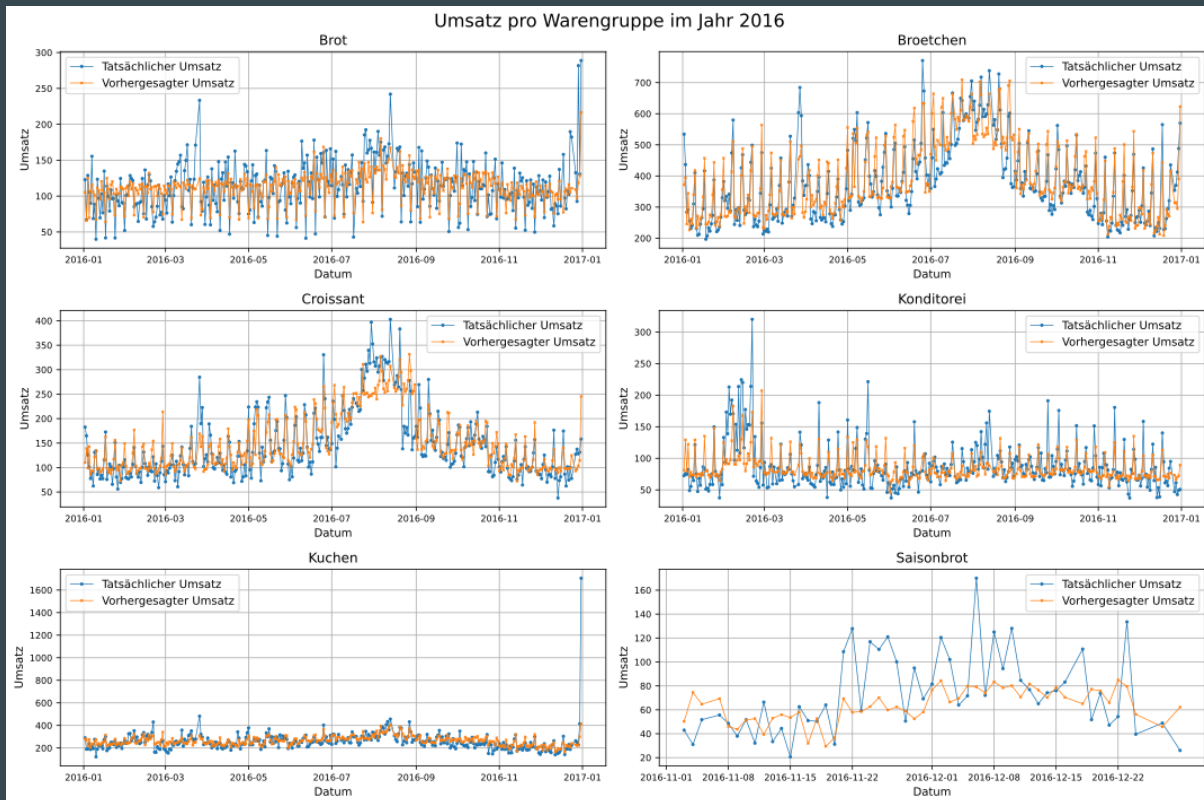 Umsatz pro Warengruppe im Jahr 2016
Brot
Tatsächlicher Umsatz
Vorhergesagter Umsatz
Umsatz
300
250
200
150
100
50
2016-01 2016-03 2016-05 2016-07 2016-09 2016-11 2017-01
Datum
Broetchen
Tatsächlicher Umsatz
Vorhergesagter Umsatz
Umsatz
700
600
500
400
300
200
2016-01 2016-03 2016-05 2016-07 2016-09 2016-11 2017-01
Datum
Croissant
Tatsächlicher Umsatz
Vorhergesagter Umsatz
Umsatz
400
350
300
250
200
150
100
50
2016-01 2016-03 2016-05 2016-07 2016-09 2016-11 2017-01
Datum
Konditorei
Tatsächlicher Umsatz
Vorhergesagter Umsatz
Umsatz
300
250
200
150
100
50
2016-01 2016-03 2016-05 2016-07 2016-09 2016-11 2017-01
Datum
Kuchen
Tatsächlicher Umsatz
Vorhergesagter Umsatz
Umsatz
1600
1400
1200
1000
800
600
400
200
2016-01 2016-03 2016-05 2016-07 2016-09 2016-11 2017-01
Datum
Saisonbrot
Tatsächlicher Umsatz
Vorhergesagter Umsatz
Umsatz
160
140
120
100
80
60
40
20
2016-11-01 2016-11-08 2016-11-15 2016-11-22 2016-12-01 2016-12-08 2016-12-15 2016-12-22
Datum